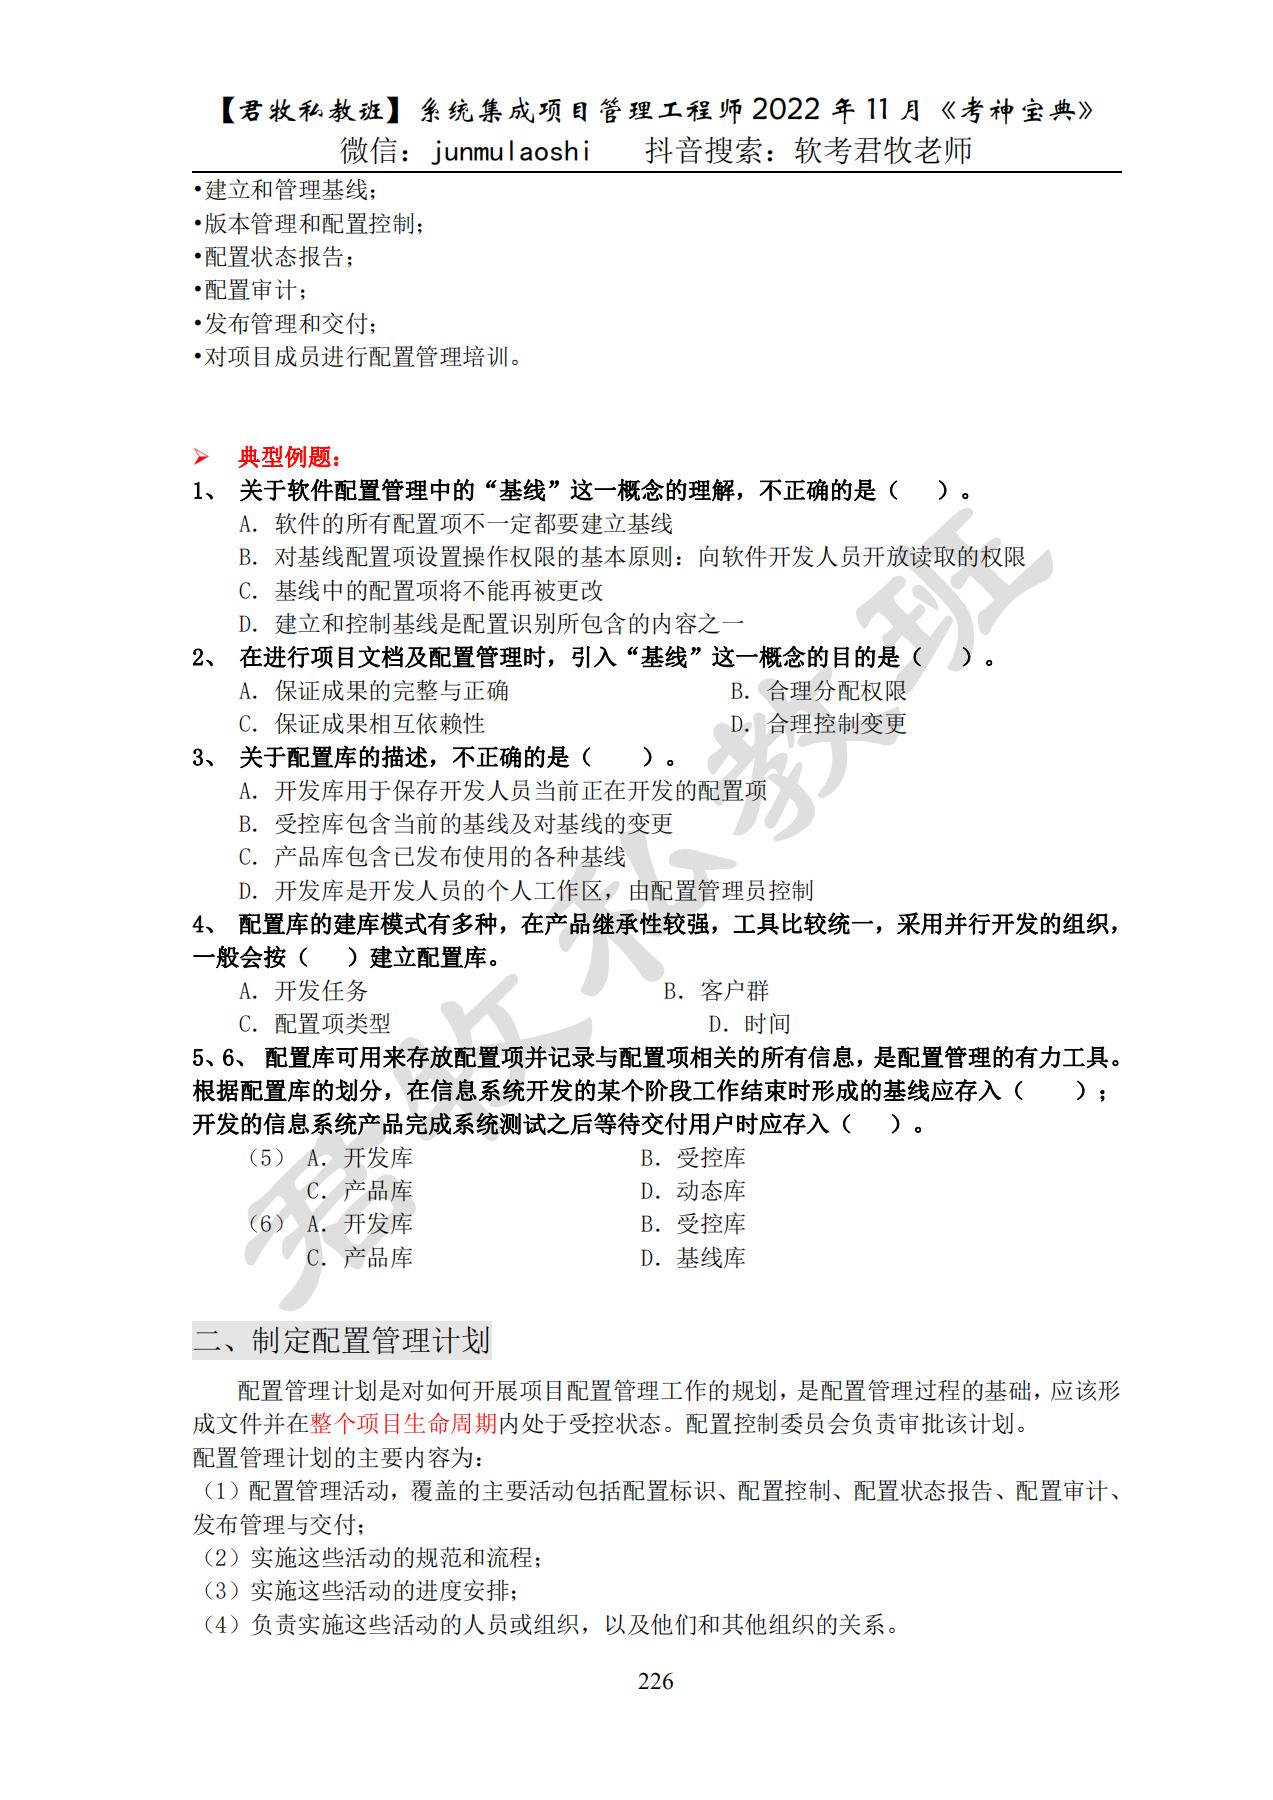 【君牧私教班】系统集成项目管理工程师 2022 年 11 月《考神宝典》
微信：junmulaoshi 抖音搜索：软考君牧老师
•建立和管理基线；
•版本管理和配置控制；
•配置状态报告；
•配置审计；
•发布管理和交付；
•对项目成员进行配置管理培训。
➢ 典型例题：
1、 关于软件配置管理中的“基线”这一概念的理解，不正确的是（ ）。
A．软件的所有配置项不一定都要建立基线
B．对基线配置项设置操作权限的基本原则：向软件开发人员开放读取的权限
C．基线中的配置项将不能再被更改
D．建立和控制基线是配置识别所包含的内容之一
2、 在进行项目文档及配置管理时，引入“基线”这一概念的目的是（ ）。
A．保证成果的完整与正确 B．合理分配权限
C．保证成果相互依赖性 D．合理控制变更
3、 关于配置库的描述，不正确的是（ ）。
A．开发库用于保存开发人员当前正在开发的配置项
B．受控库包含当前的基线及对基线的变更
C．产品库包含已发布使用的各种基线
D．开发库是开发人员的个人工作区，由配置管理员控制
4、 配置库的建库模式有多种，在产品继承性较强，工具比较统一，采用并行开发的组织，
一般会按（ ）建立配置库。
A．开发任务 B．客户群
C．配置项类型 D．时间
5、6、 配置库可用来存放配置项并记录与配置项相关的所有信息，是配置管理的有力工具。
根据配置库的划分，在信息系统开发的某个阶段工作结束时形成的基线应存入（ ）；
开发的信息系统产品完成系统测试之后等待交付用户时应存入（ ）。
（5） A．开发库 B．受控库
C．产品库 D．动态库
（6） A．开发库 B．受控库
C．产品库 D．基线库
二、制定配置管理计划
配置管理计划是对如何开展项目配置管理工作的规划，是配置管理过程的基础，应该形
成文件并在整个项目生命周期内处于受控状态。配置控制委员会负责审批该计划。
配置管理计划的主要内容为：
（1）配置管理活动，覆盖的主要活动包括配置标识、配置控制、配置状态报告、配置审计、
发布管理与交付；
（2）实施这些活动的规范和流程；
（3）实施这些活动的进度安排；
（4）负责实施这些活动的人员或组织，以及他们和其他组织的关系。
226
君牧私教班